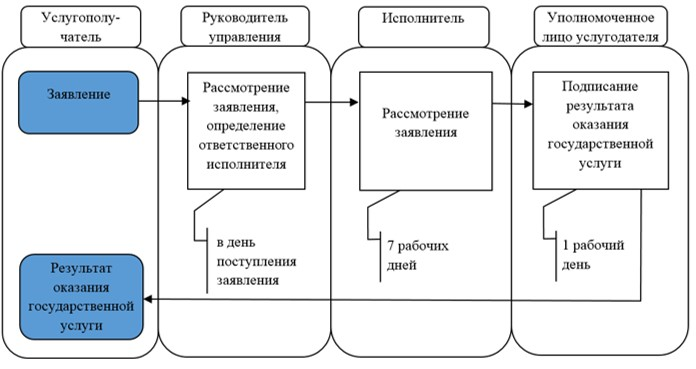 Услугополу-
чатель
Руководитель
управления
Исполнитель
Уполномоченное
лицо услугодателя
Заявление
Рассмотрение
заявления,
определение
ответственного
исполнителя
Рассмотрение
заявления
Подписание
результата
оказания
государственной
услуги
в день
поступления
заявления
7 рабочих
дней
1 рабочий
день
Результат
оказания
государственной
услуги